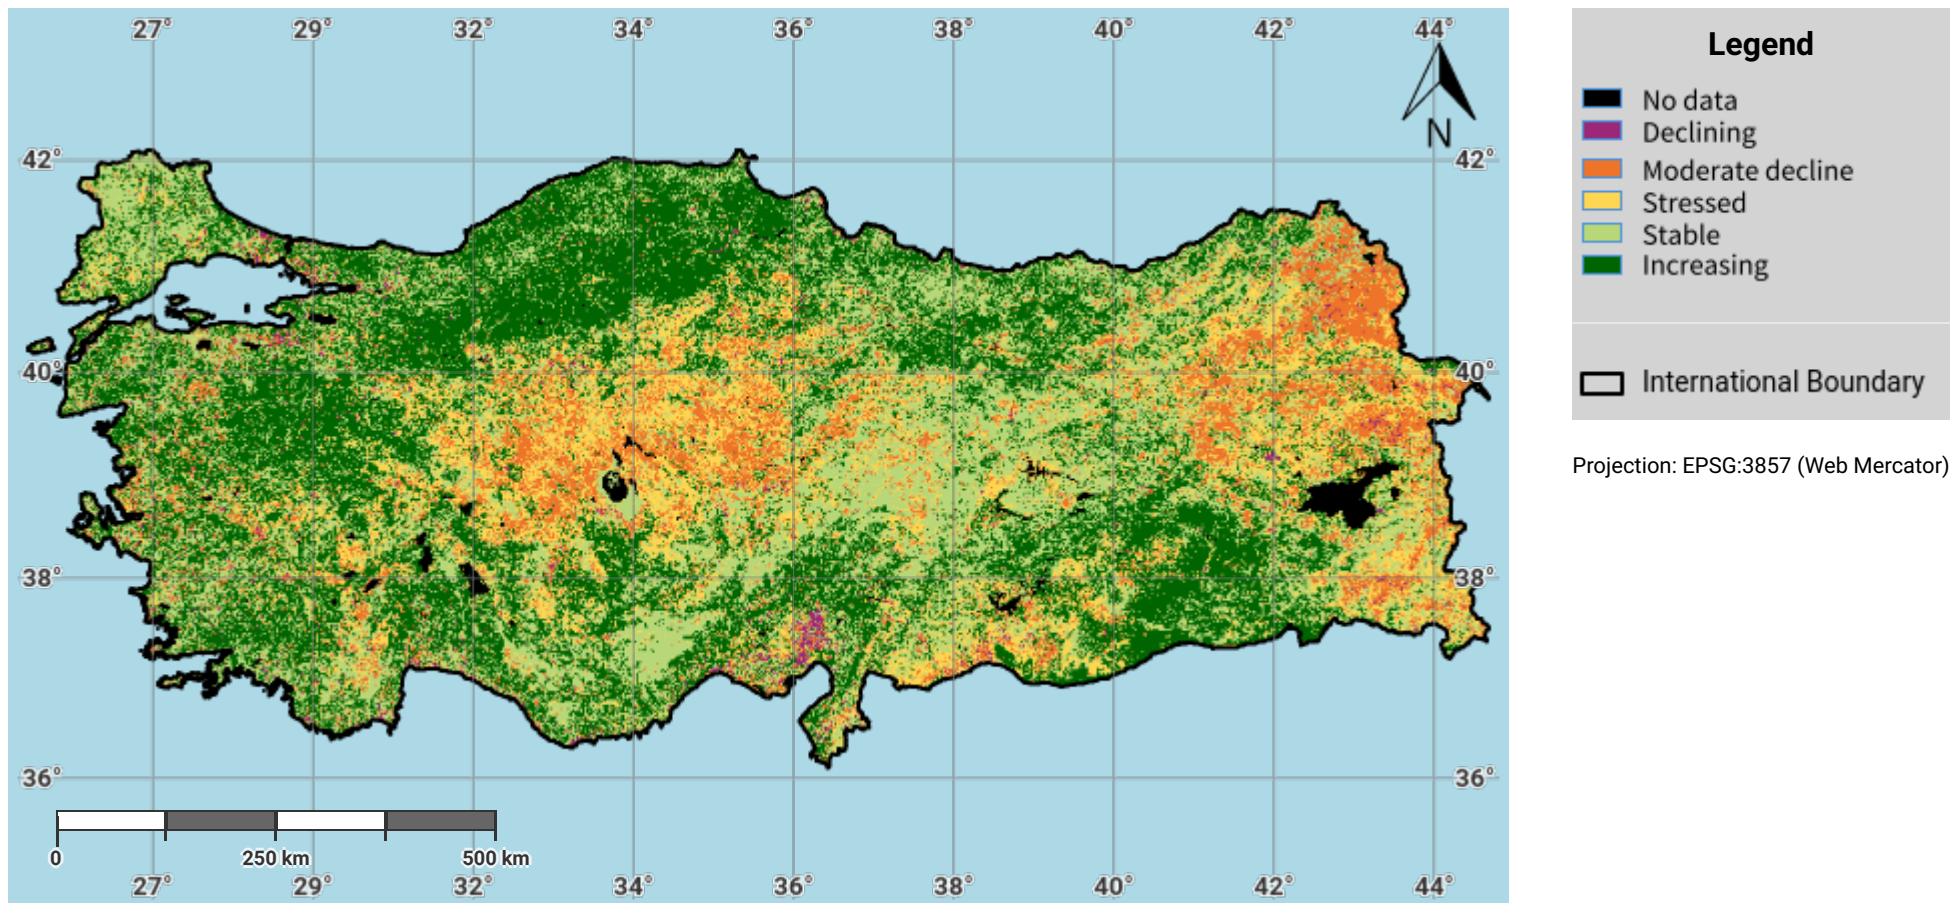 27° 29° 32° 34° 36° 38° 40° 42° 44°
N
42° 42°
40° 40°
38° 38°
36° 36°
0 250 km 500 km
27° 29° 32° 34° 36° 38° 40° 42° 44°
Legend
No data
Declining
Moderate decline
Stressed
Stable
Increasing
International Boundary
Projection: EPSG:3857 (Web Mercator)